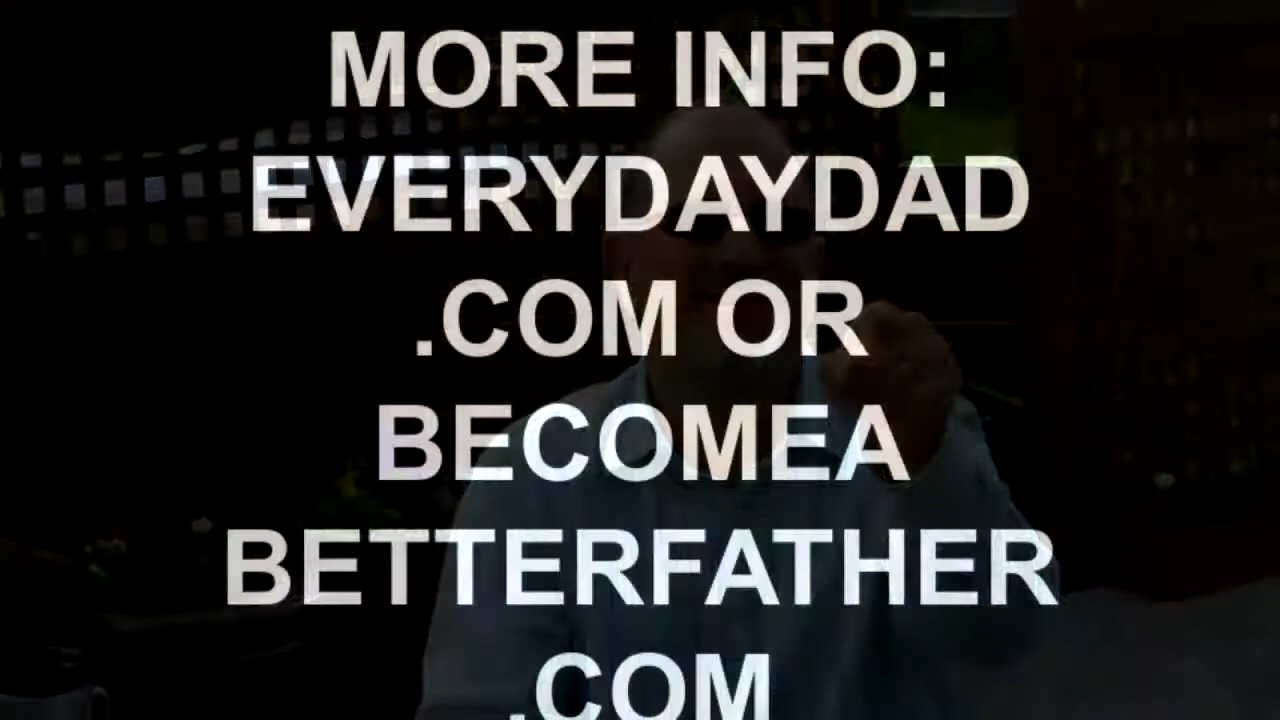 MORE INFO:
EVERYDAYDAD
.COM OR
BECOMEA
BETTERFATHER
.COM